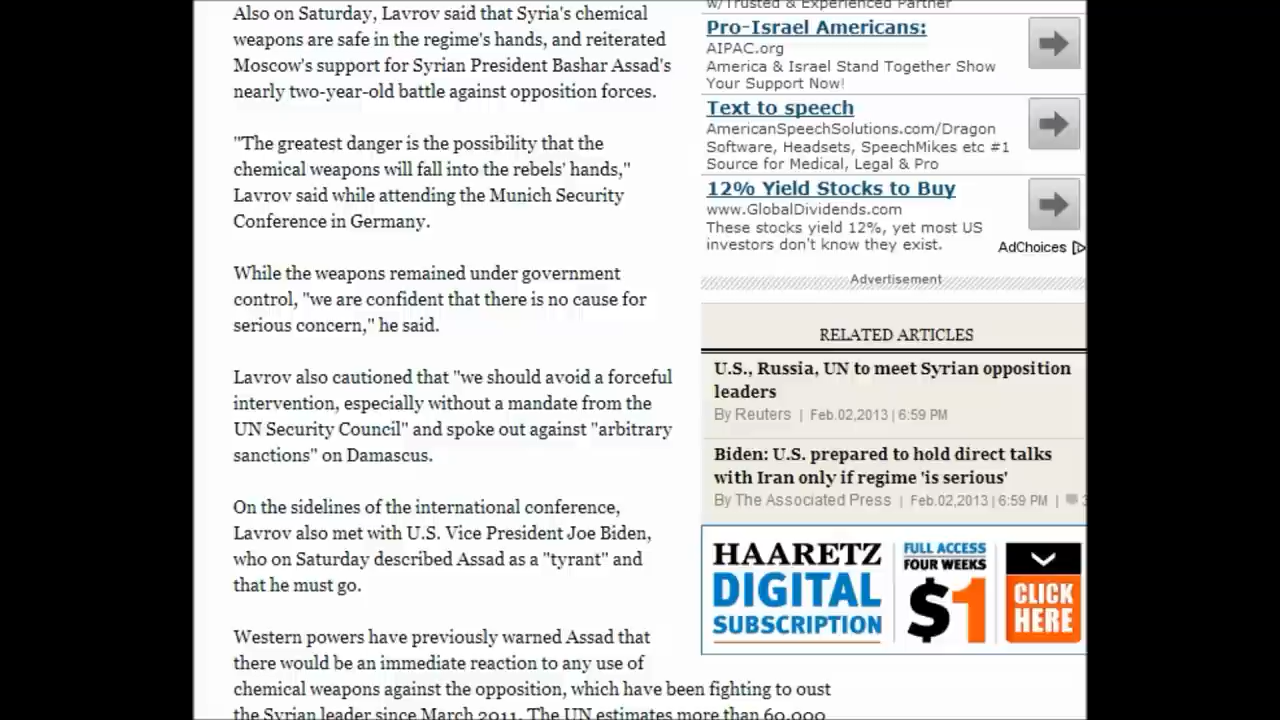 Also on Saturday, Lavrov said that Syria's chemical
weapons are safe in the regime's hands, and reiterated
Moscow's support for Syrian President Bashar Assad's
nearly two-year-old battle against opposition forces.
"The greatest danger is the possibility that the
chemical weapons will fall into the rebels' hands,"
Lavrov said while attending the Munich Security
Conference in Germany.
While the weapons remained under government
control, "we are confident that there is no cause for
serious concern," he said.
Lavrov also cautioned that "we should avoid a forceful
intervention, especially without a mandate from the
UN Security Council" and spoke out against "arbitrary
sanctions" on Damascus.
On the sidelines of the international conference,
Lavrov also met with U.S. Vice President Joe Biden,
who on Saturday described Assad as a "tyrant" and
that he must go.
Western powers have previously warned Assad that
there would be an immediate reaction to any use of
chemical weapons against the opposition, which have been fighting to oust
the Syrian leader since March 2011. The UN estimates more than 60,000
w/Trusted & Experienced Partner
Pro-Israel Americans:
AIPAC.org
America & Israel Stand Together Show
Your Support Now!
Text to speech
AmericanSpeechSolutions.com/Dragon
Software, Headsets, SpeechMikes etc #1
Source for Medical, Legal & Pro
12% Yield Stocks to Buy
www.GlobalDividends.com
These stocks yield 12%, yet most US
investors don't know they exist.
AdChoices
Advertisement
RELATED ARTICLES
U.S., Russia, UN to meet Syrian opposition
leaders
By Reuters | Feb.02,2013 | 6:59 PM
Biden: U.S. prepared to hold direct talks
with Iran only if regime 'is serious'
By The Associated Press | Feb.02,2013 | 6:59 PM |
HAARETZ
DIGITAL
SUBSCRIPTION
FULL ACCESS
FOUR WEEKS
$1
CLICK
HERE